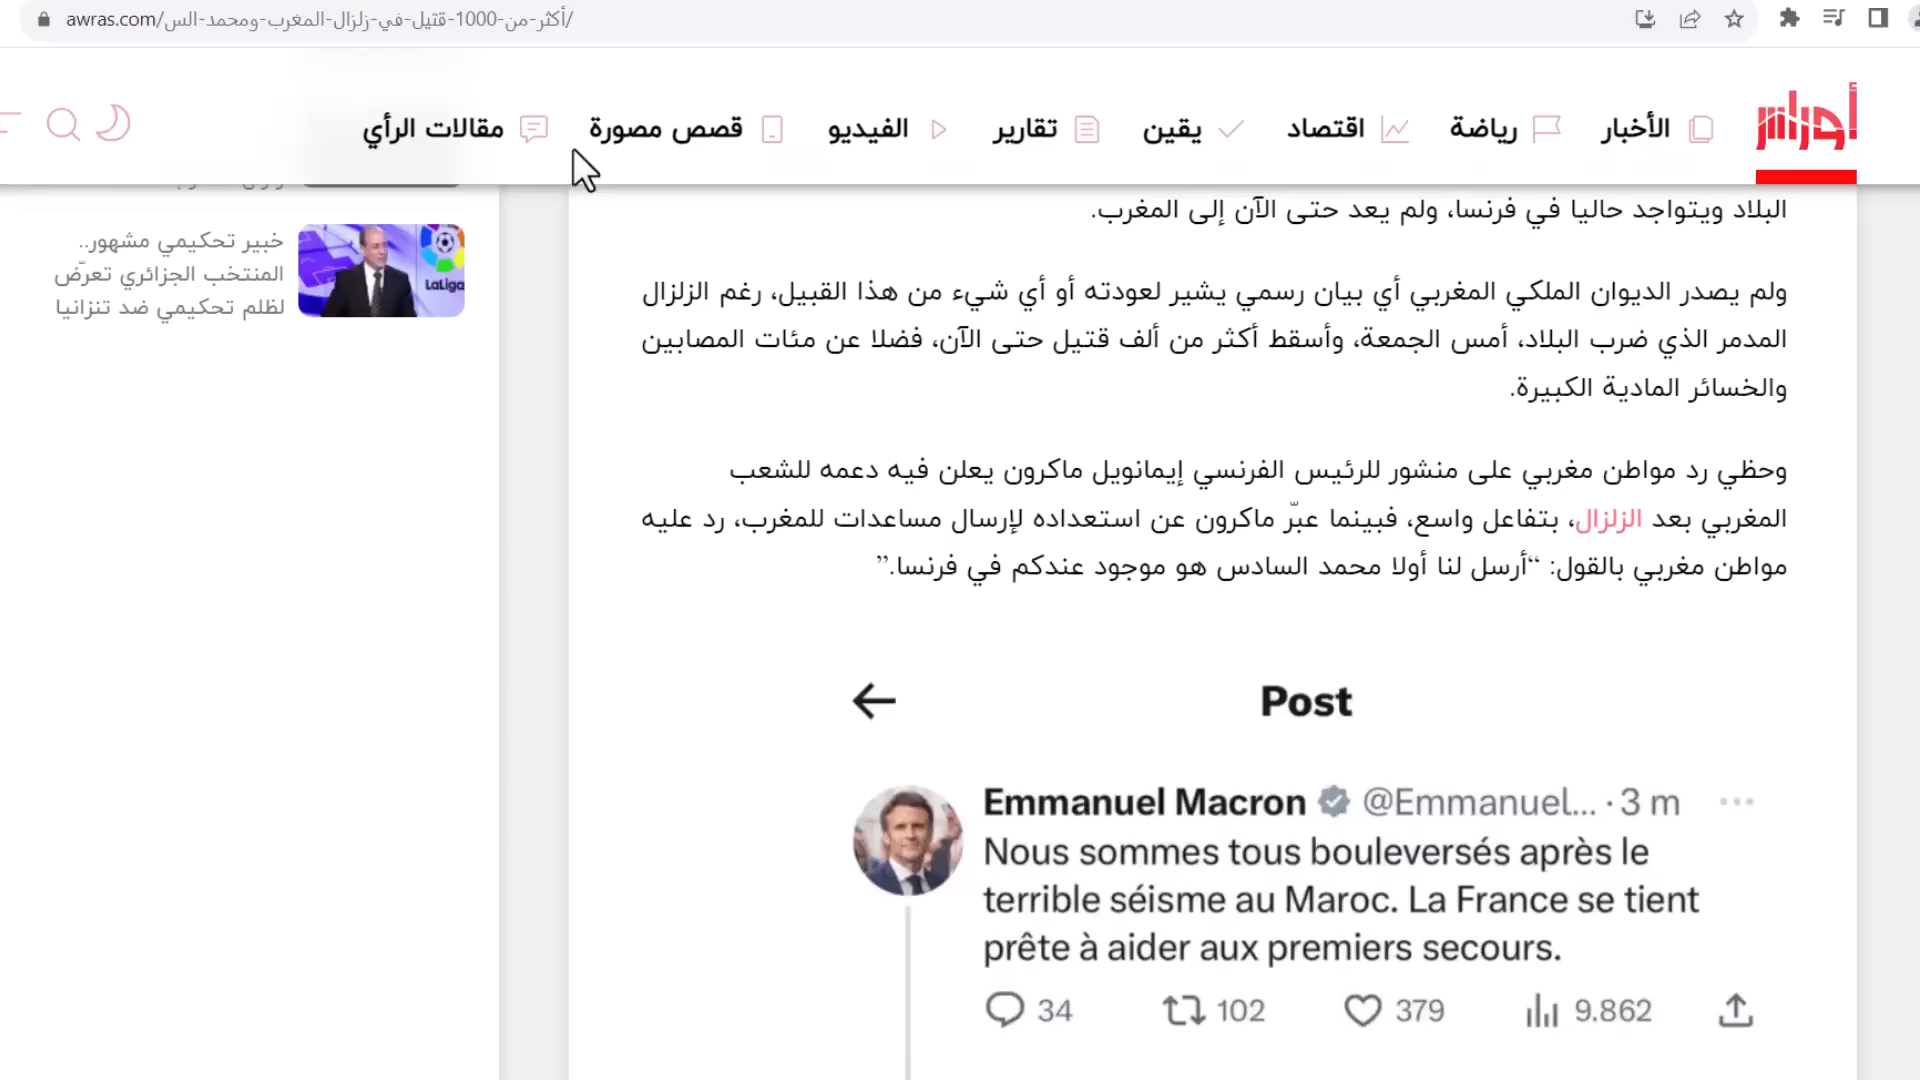 awras.com/أكثر-من-1000-قتيل-في-زلزال-المغرب-ومحمد-الس/
أوراس
الأخبار
رياضة
اقتصاد
يقين
تقارير
الفيديو
قصص مصورة
مقالات الرأي
البلاد ويتواجد حاليا في فرنسا، ولم يعد حتى الآن إلى المغرب.
ولم يصدر الديوان الملكي المغربي أي بيان رسمي يشير لعودته أو أي شيء من هذا القبيل، رغم الزلزال
المدمر الذي ضرب البلاد، أمس الجمعة، وأسقط أكثر من ألف قتيل حتى الآن، فضلا عن مئات المصابين
والخسائر المادية الكبيرة.
وحظي رد مواطن مغربي على منشور للرئيس الفرنسي إيمانويل ماكرون يعلن فيه دعمه للشعب
المغربي بعد الزلزال، بتفاعل واسع، فبينما عبّر ماكرون عن استعداده لإرسال مساعدات للمغرب، رد عليه
مواطن مغربي بالقول: “أرسل لنا أولا محمد السادس هو موجود عندكم في فرنسا.”
Post
Emmanuel Macron @Emmanuel... · 3 m
Nous sommes tous bouleversés après le
terrible séisme au Maroc. La France se tient
prête à aider aux premiers secours.
34 102 379 9.862
خبير تحكيمي مشهور..
المنتخب الجزائري تعرّض
لظلم تحكيمي ضد تنزانيا
LaLiga